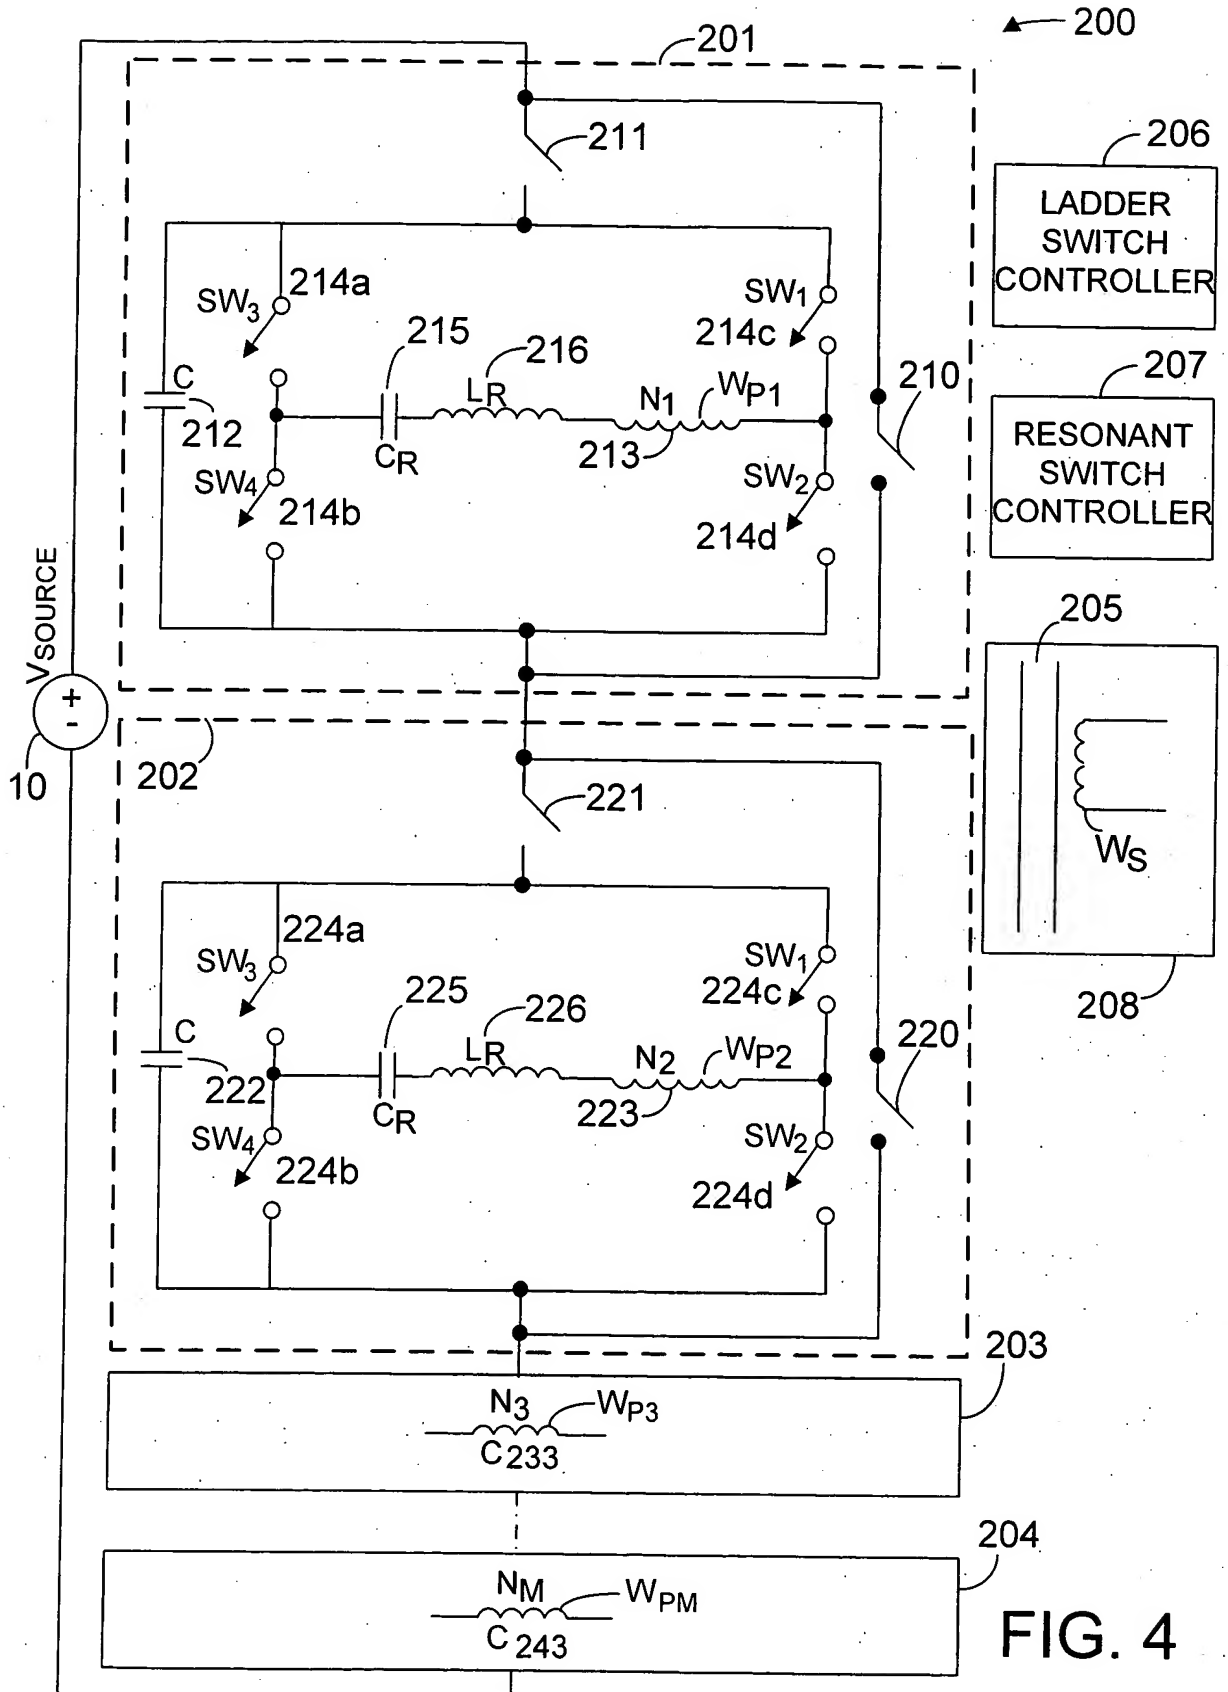 200
201
211
206
LADDER
SWITCH
CONTROLLER
214a
SW3
SW1
214c
215
216
LR
N1
WP1
210
207
RESONANT
SWITCH
CONTROLLER
C
212
CR
213
SW4
214b
SW2
214d
VSOURCE
+
-
10
205
WS
208
202
221
224a
SW3
SW1
224c
225
226
LR
N2
WP2
220
C
222
CR
223
SW4
224b
SW2
224d
203
N3
WP3
C233
204
NM
WPM
C243
FIG. 4